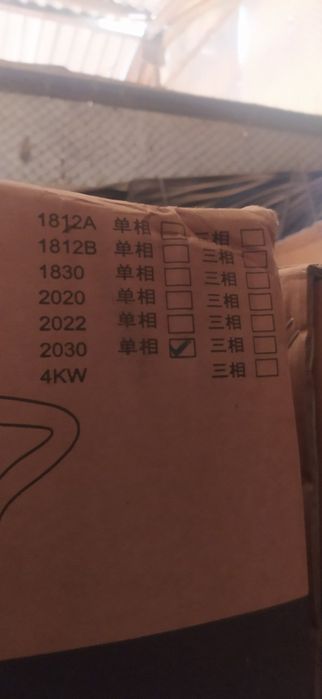 1812A 单相 □ 三相 □
1812B 单相 □ 三相 □
1830 单相 □ 三相 □
2020 单相 □ 三相 □
2022 单相 □ 三相 □
2030 单相 ☑ 三相 □
4KW 三相 □